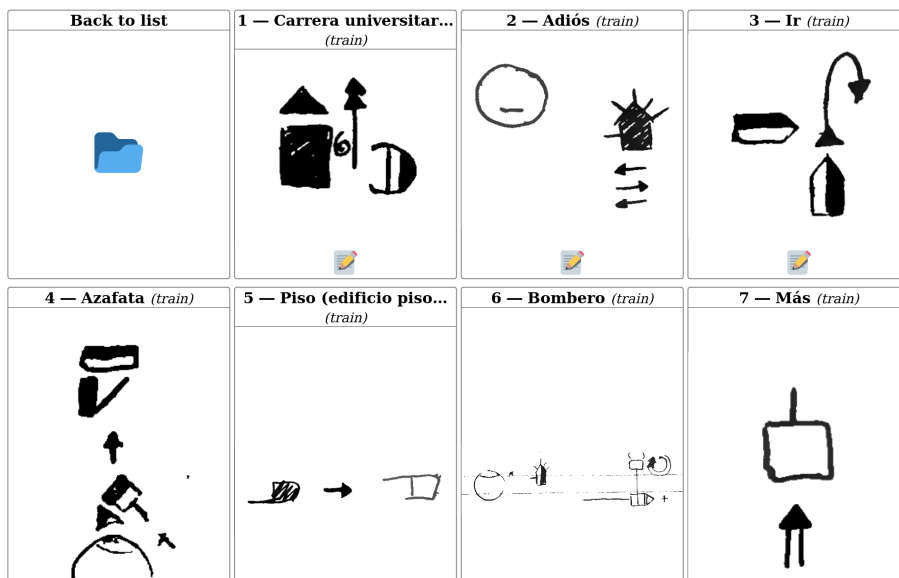 Back to list
1 — Carrera universitar...
(train)
2 — Adiós (train)
3 — Ir (train)
4 — Azafata (train)
5 — Piso (edificio piso...
(train)
6 — Bombero (train)
7 — Más (train)